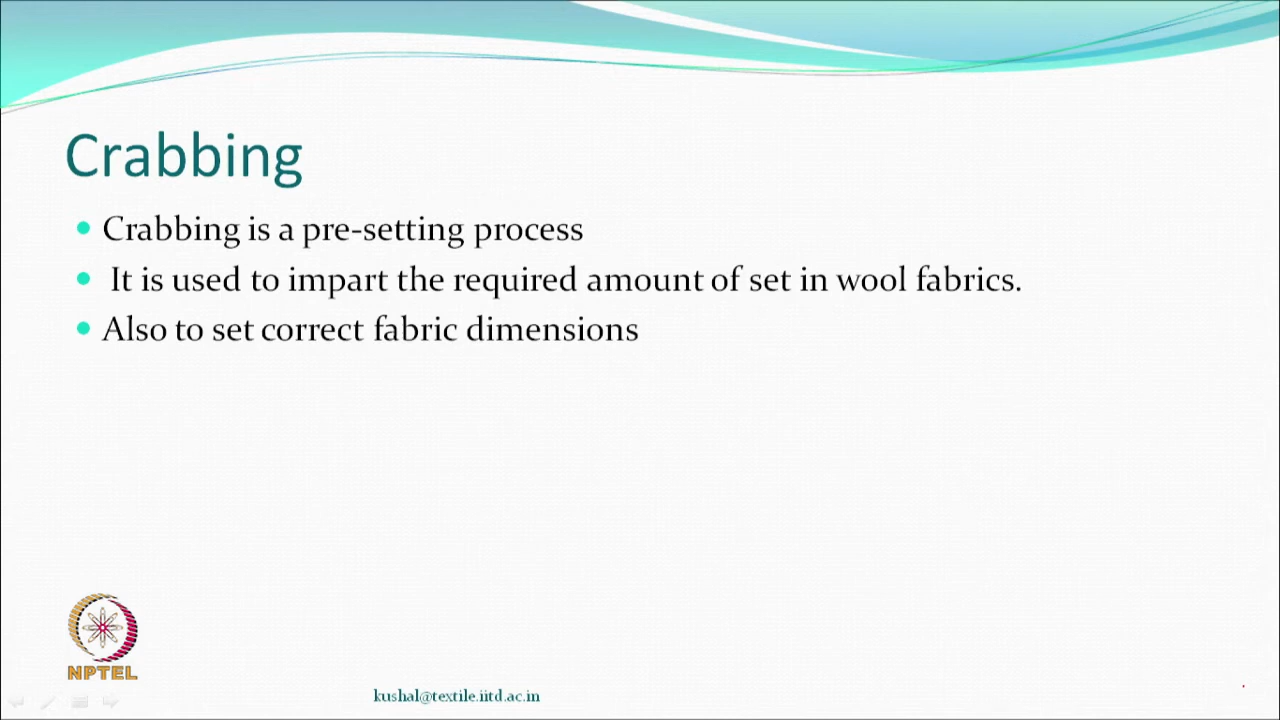 Crabbing
Crabbing is a pre-setting process
It is used to impart the required amount of set in wool fabrics.
Also to set correct fabric dimensions
NPTEL
kushal@textile.iitd.ac.in